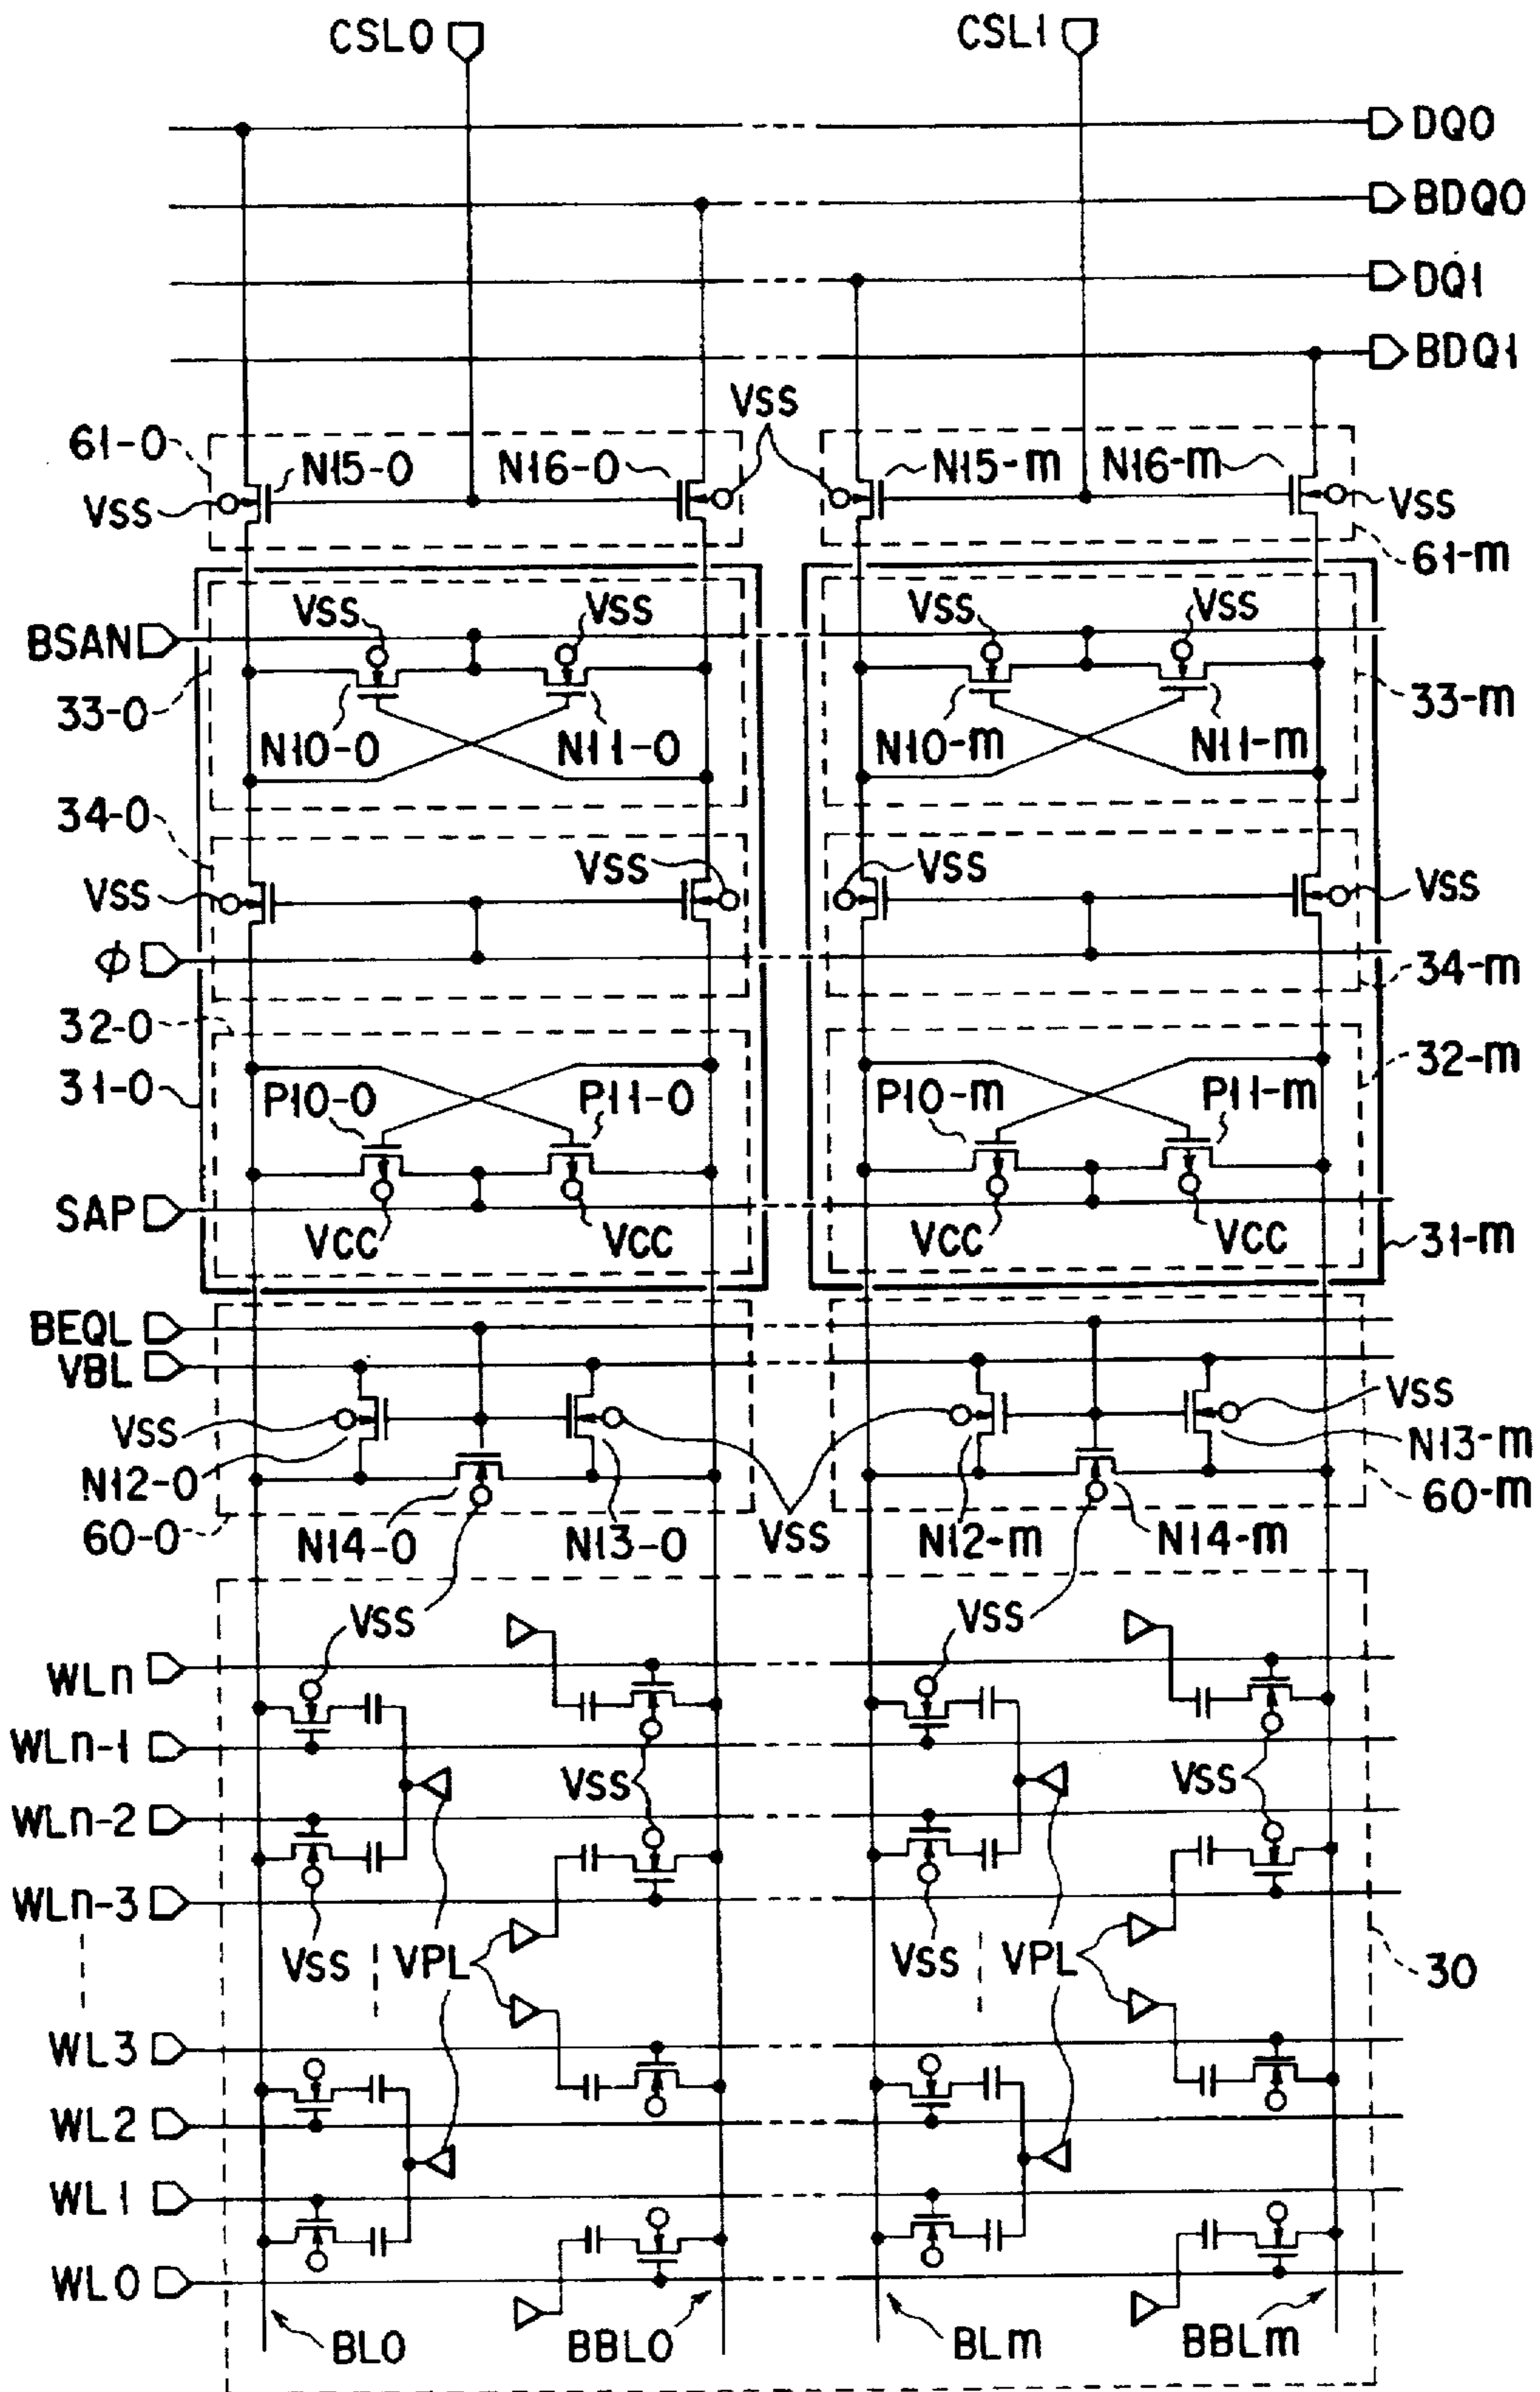 CSL0 CSL1
DQ0
BDQ0
DQ1
BDQ1
VSS
61-0 N15-0 N16-0 N15-m N16-m
VSS VSS
61-m
VSS VSS VSS VSS
BSAN
33-0 33-m
N10-0 N11-0 N10-m N11-m
34-0
VSS VSS VSS VSS
φ
34-m
32-0
32-m
31-0 P10-0 P11-0 P10-m P11-m
SAP
VCC VCC VCC VCC 31-m
BEQL
VBL
VSS VSS
N12-0 N13-m
60-m
60-0 N14-0 N13-0 VSS N12-m N14-m
VSS VSS
WLn
WLn-1
VSS VSS
WLn-2
WLn-3
VSS VPL VSS VPL 30
WL3
WL2
WL1
WL0
BL0 BBL0 BLm BBLm